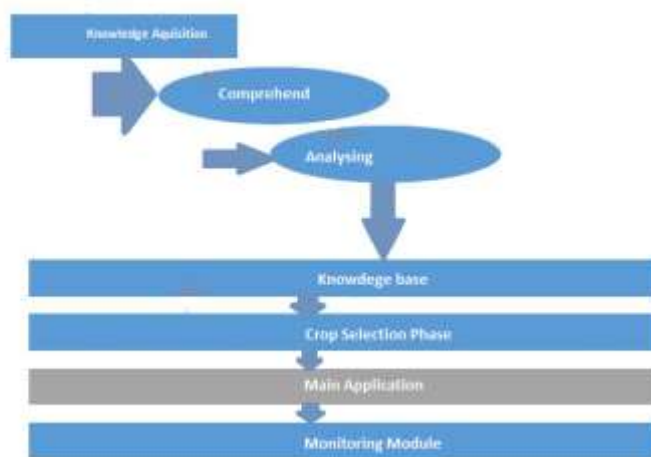 Knowledge Aquisition
Comprehend
Analysing
Knowdege base
Crop Selection Phase
Main Application
Monitoring Module